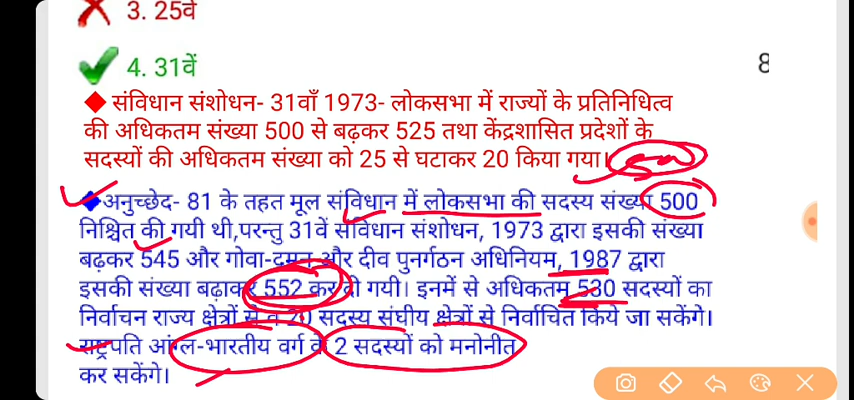 3. 25वें
4. 31वें
8
◆ संविधान संशोधन- 31वाँ 1973- लोकसभा में राज्यों के प्रतिनिधित्व
की अधिकतम संख्या 500 से बढ़कर 525 तथा केंद्रशासित प्रदेशों के
सदस्यों की अधिकतम संख्या को 25 से घटाकर 20 किया गया।
◆अनुच्छेद- 81 के तहत मूल संविधान में लोकसभा की सदस्य संख्या 500
निश्चित की गयी थी,परन्तु 31वें संविधान संशोधन, 1973 द्वारा इसकी संख्या
बढ़कर 545 और गोवा-दमन और दीव पुनर्गठन अधिनियम, 1987 द्वारा
इसकी संख्या बढ़ाकर 552 कर दी गयी। इनमें से अधिकतम 530 सदस्यों का
निर्वाचन राज्य क्षेत्रों से व 20 सदस्य संघीय क्षेत्रों से निर्वाचित किये जा सकेंगे।
राष्ट्रपति आंग्ल-भारतीय वर्ग के 2 सदस्यों को मनोनीत
कर सकेंगे।